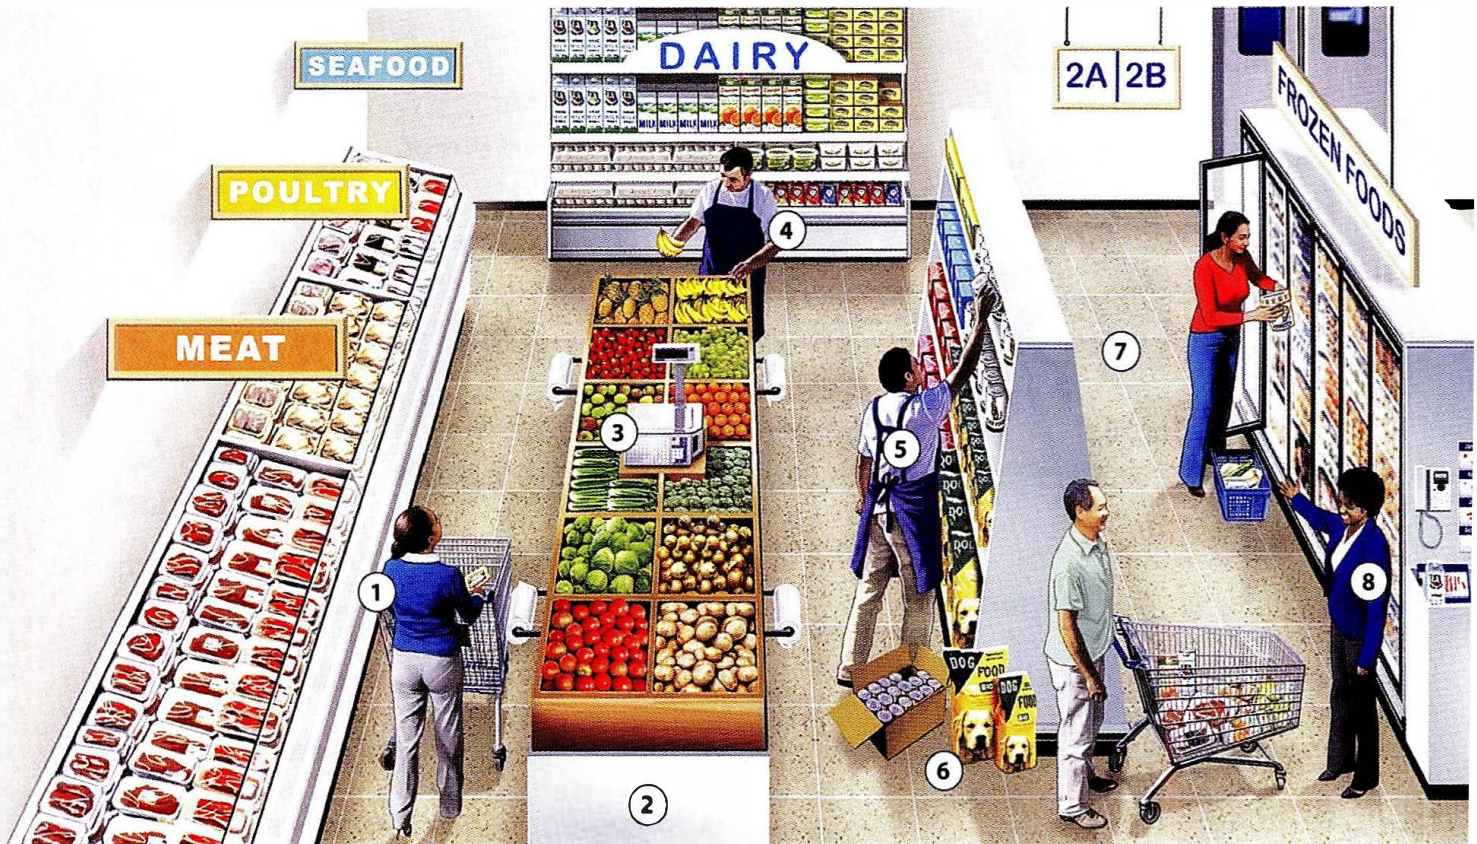 SEAFOOD
DAIRY
2A 2B
FROZEN FOODS
MILK MILK MILK MILK
POULTRY
MEAT
1
2
3
4
5
6
7
8
DOG
FOOD
DOG
FOOD